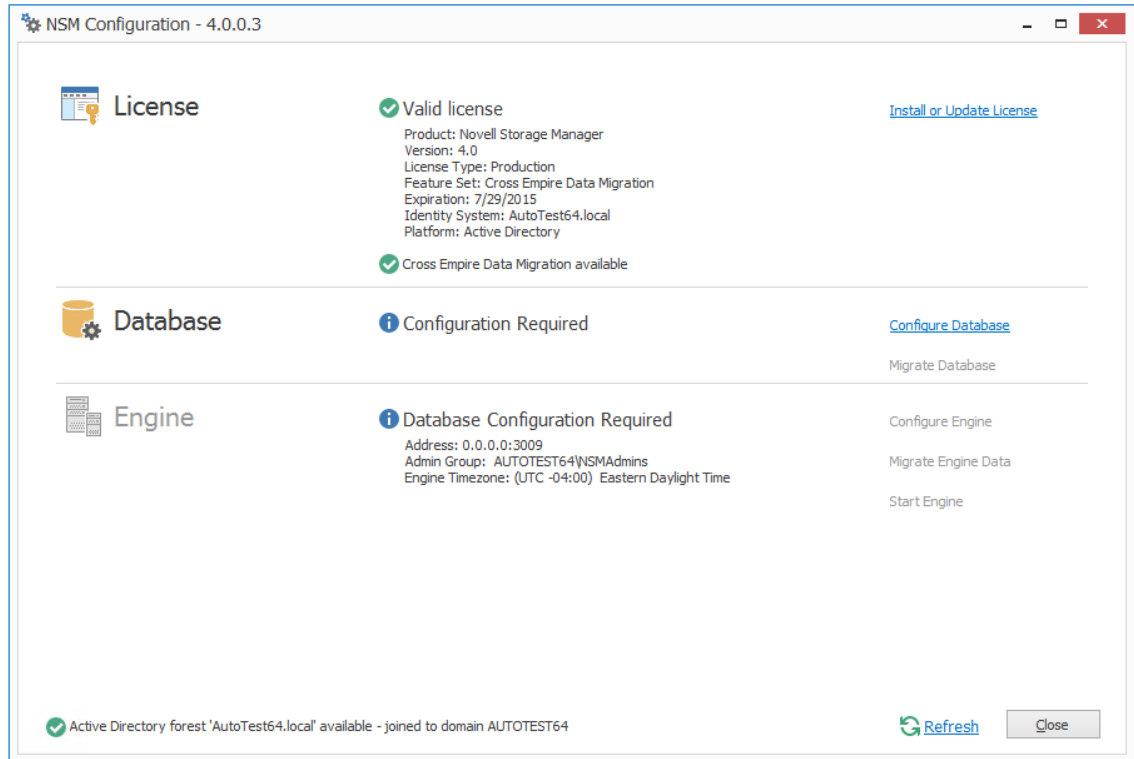 NSM Configuration - 4.0.0.3
License
Valid license
Install or Update License
Product: Novell Storage Manager
Version: 4.0
License Type: Production
Feature Set: Cross Empire Data Migration
Expiration: 7/29/2015
Identity System: AutoTest64.local
Platform: Active Directory
Cross Empire Data Migration available
Database
Configuration Required
Configure Database
Migrate Database
Engine
Database Configuration Required
Configure Engine
Address: 0.0.0.0:3009
Admin Group: AUTOTEST64\NSMAdmins
Migrate Engine Data
Engine Timezone: (UTC -04:00) Eastern Daylight Time
Start Engine
Active Directory forest 'AutoTest64.local' available - joined to domain AUTOTEST64
Refresh
Close